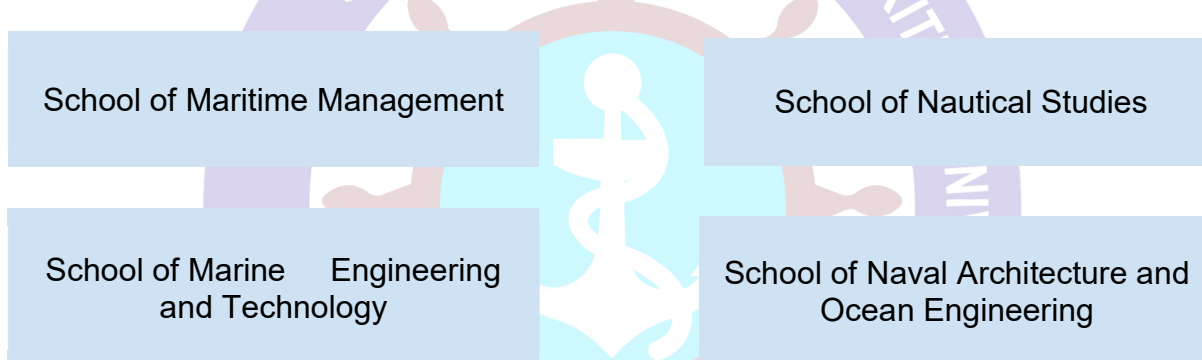 School of Maritime Management
School of Nautical Studies
School of Marine Engineering
and Technology
School of Naval Architecture and
Ocean Engineering